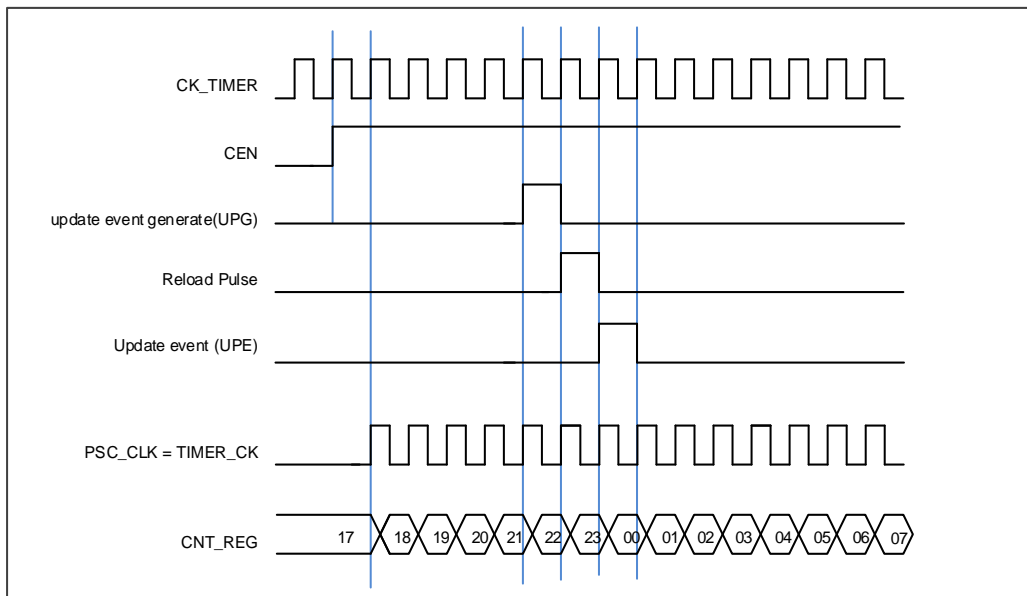 CK_TIMER
CEN
update event generate(UPG)
Reload Pulse
Update event (UPE)
PSC_CLK = TIMER_CK
CNT_REG 17 18 19 20 21 22 23 00 01 02 03 04 05 06 07